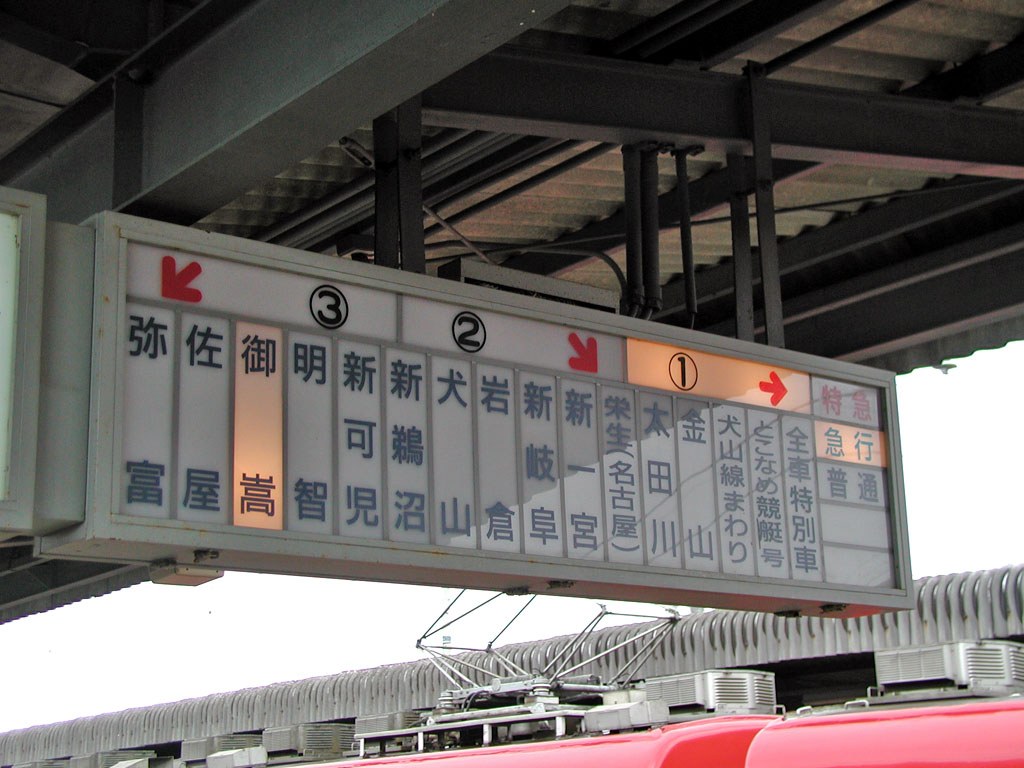 ③
②
①
弥富
佐屋
御嵩
明智
新可児
新鵜沼
犬山
岩倉
新岐阜
新一宮
栄生(名古屋)
太田川
金山
犬山線まわり
とこなめ競艇号
全車特別車
特急
急行
普通